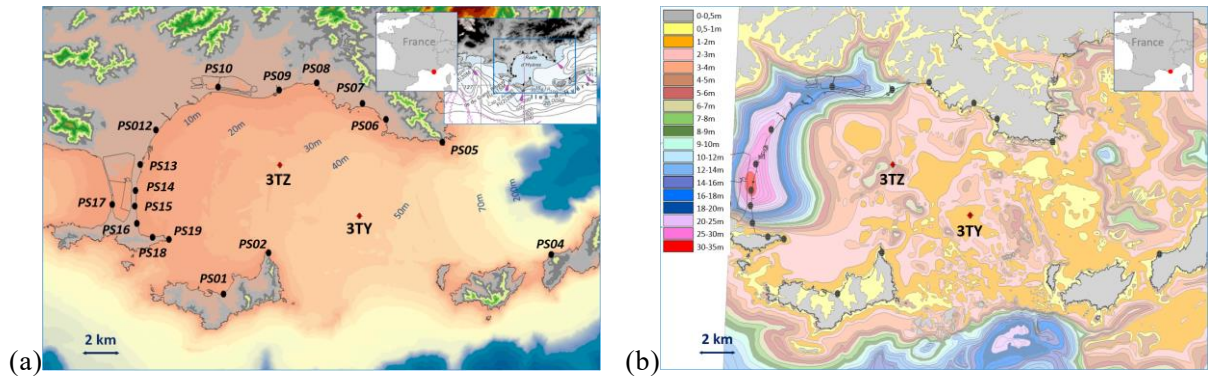 (a)
France
Rade
d'Hyères
PS10
PS09
PS08
PS07
PS012
PS06
PS05
10m
20m
30m
40m
50m
70m
200m
PS13
3TZ
PS14
PS17
PS15
3TY
PS16
PS19
PS18
PS02
PS04
PS01
2 km
(b)
0-0,5m
0,5-1m
1-2m
2-3m
3-4m
4-5m
5-6m
6-7m
7-8m
8-9m
9-10m
10-12m
12-14m
14-16m
16-18m
18-20m
20-25m
25-30m
30-35m
France
3TZ
3TY
2 km